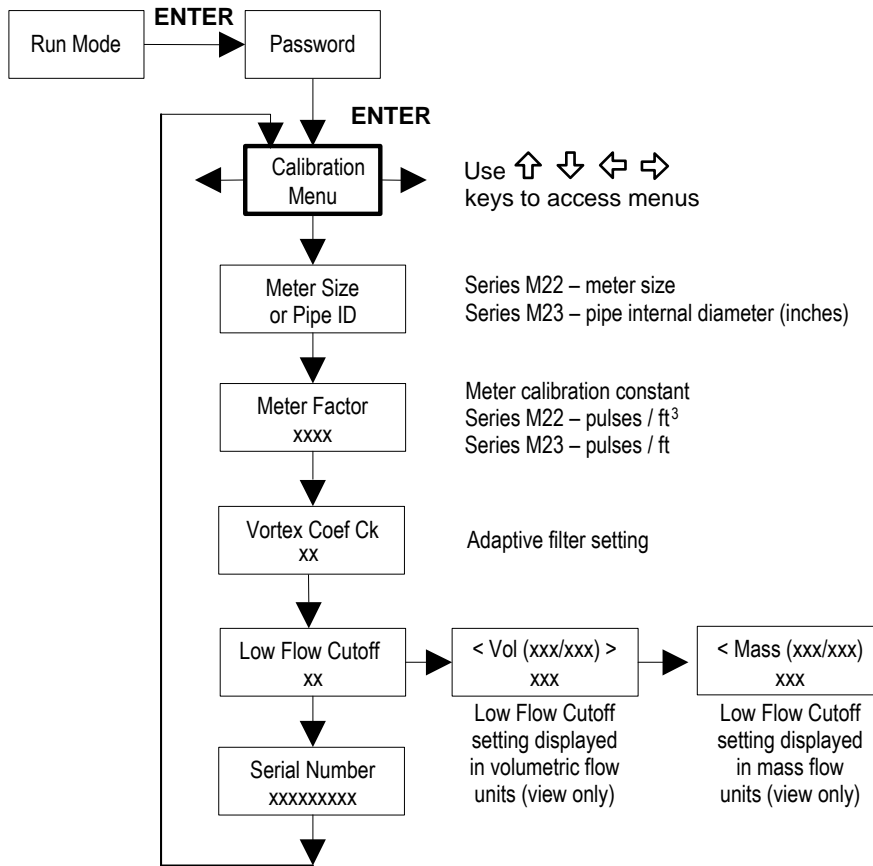 ENTER
Run Mode
Password
ENTER
Calibration
Menu
Use
keys to access menus
Meter Size
or Pipe ID
Series M22 – meter size
Series M23 – pipe internal diameter (inches)
Meter Factor
xxxx
Meter calibration constant
Series M22 – pulses / ft³
Series M23 – pulses / ft
Vortex Coef Ck
xx
Adaptive filter setting
Low Flow Cutoff
xx
< Vol (xxx/xxx) >
xxx
< Mass (xxx/xxx)
xxx
Low Flow Cutoff
setting displayed
in volumetric flow
units (view only)
Low Flow Cutoff
setting displayed
in mass flow
units (view only)
Serial Number
xxxxxxxxx